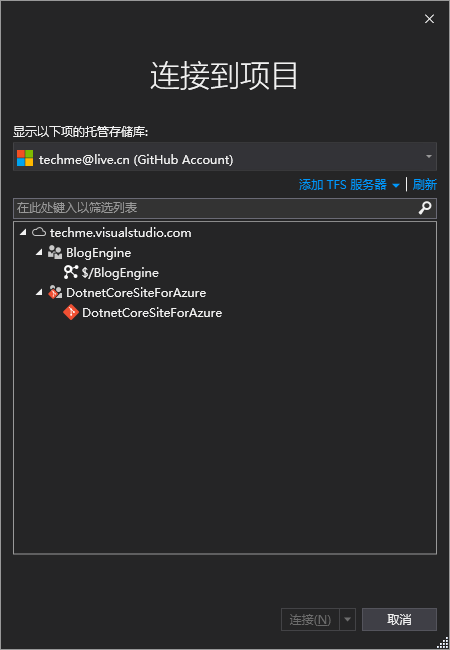 连接到项目
显示以下项的托管存储库:
techme@live.cn (GitHub Account)
添加 TFS 服务器 | 刷新
在此处键入以筛选列表
techme.visualstudio.com
BlogEngine
$/BlogEngine
DotnetCoreSiteForAzure
DotnetCoreSiteForAzure
连接(N) 取消